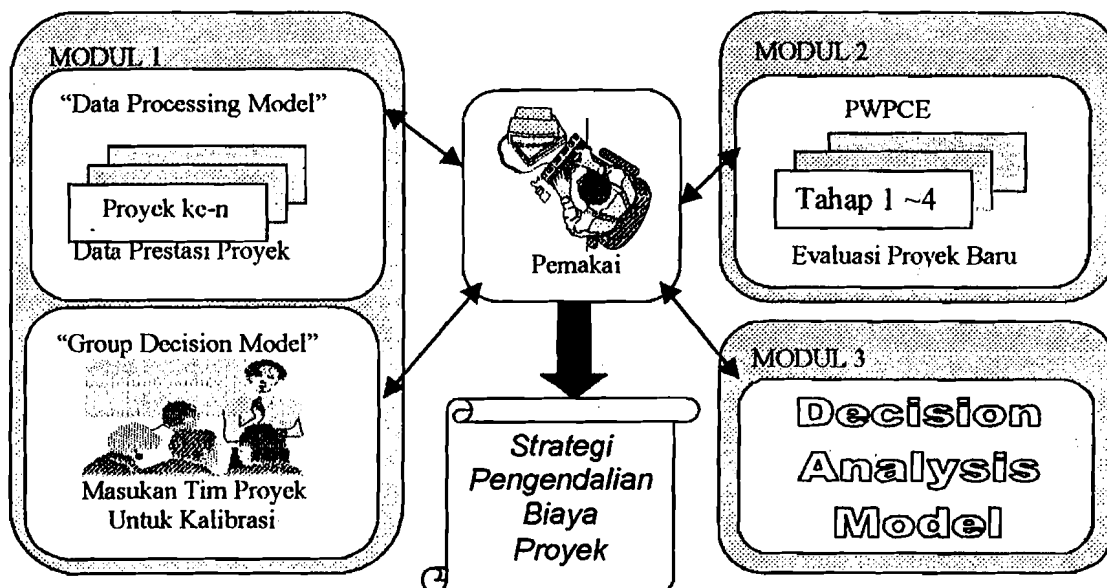 MODUL 1
“Data Processing Model”
Proyek ke-n
Data Prestasi Proyek
“Group Decision Model”
Masukan Tim Proyek
Untuk Kalibrasi
Pemakai
Strategi
Pengendalian
Biaya
Proyek
MODUL 2
PWPCE
Tahap 1 ~4
Evaluasi Proyek Baru
MODUL 3
Decision
Analysis
Model